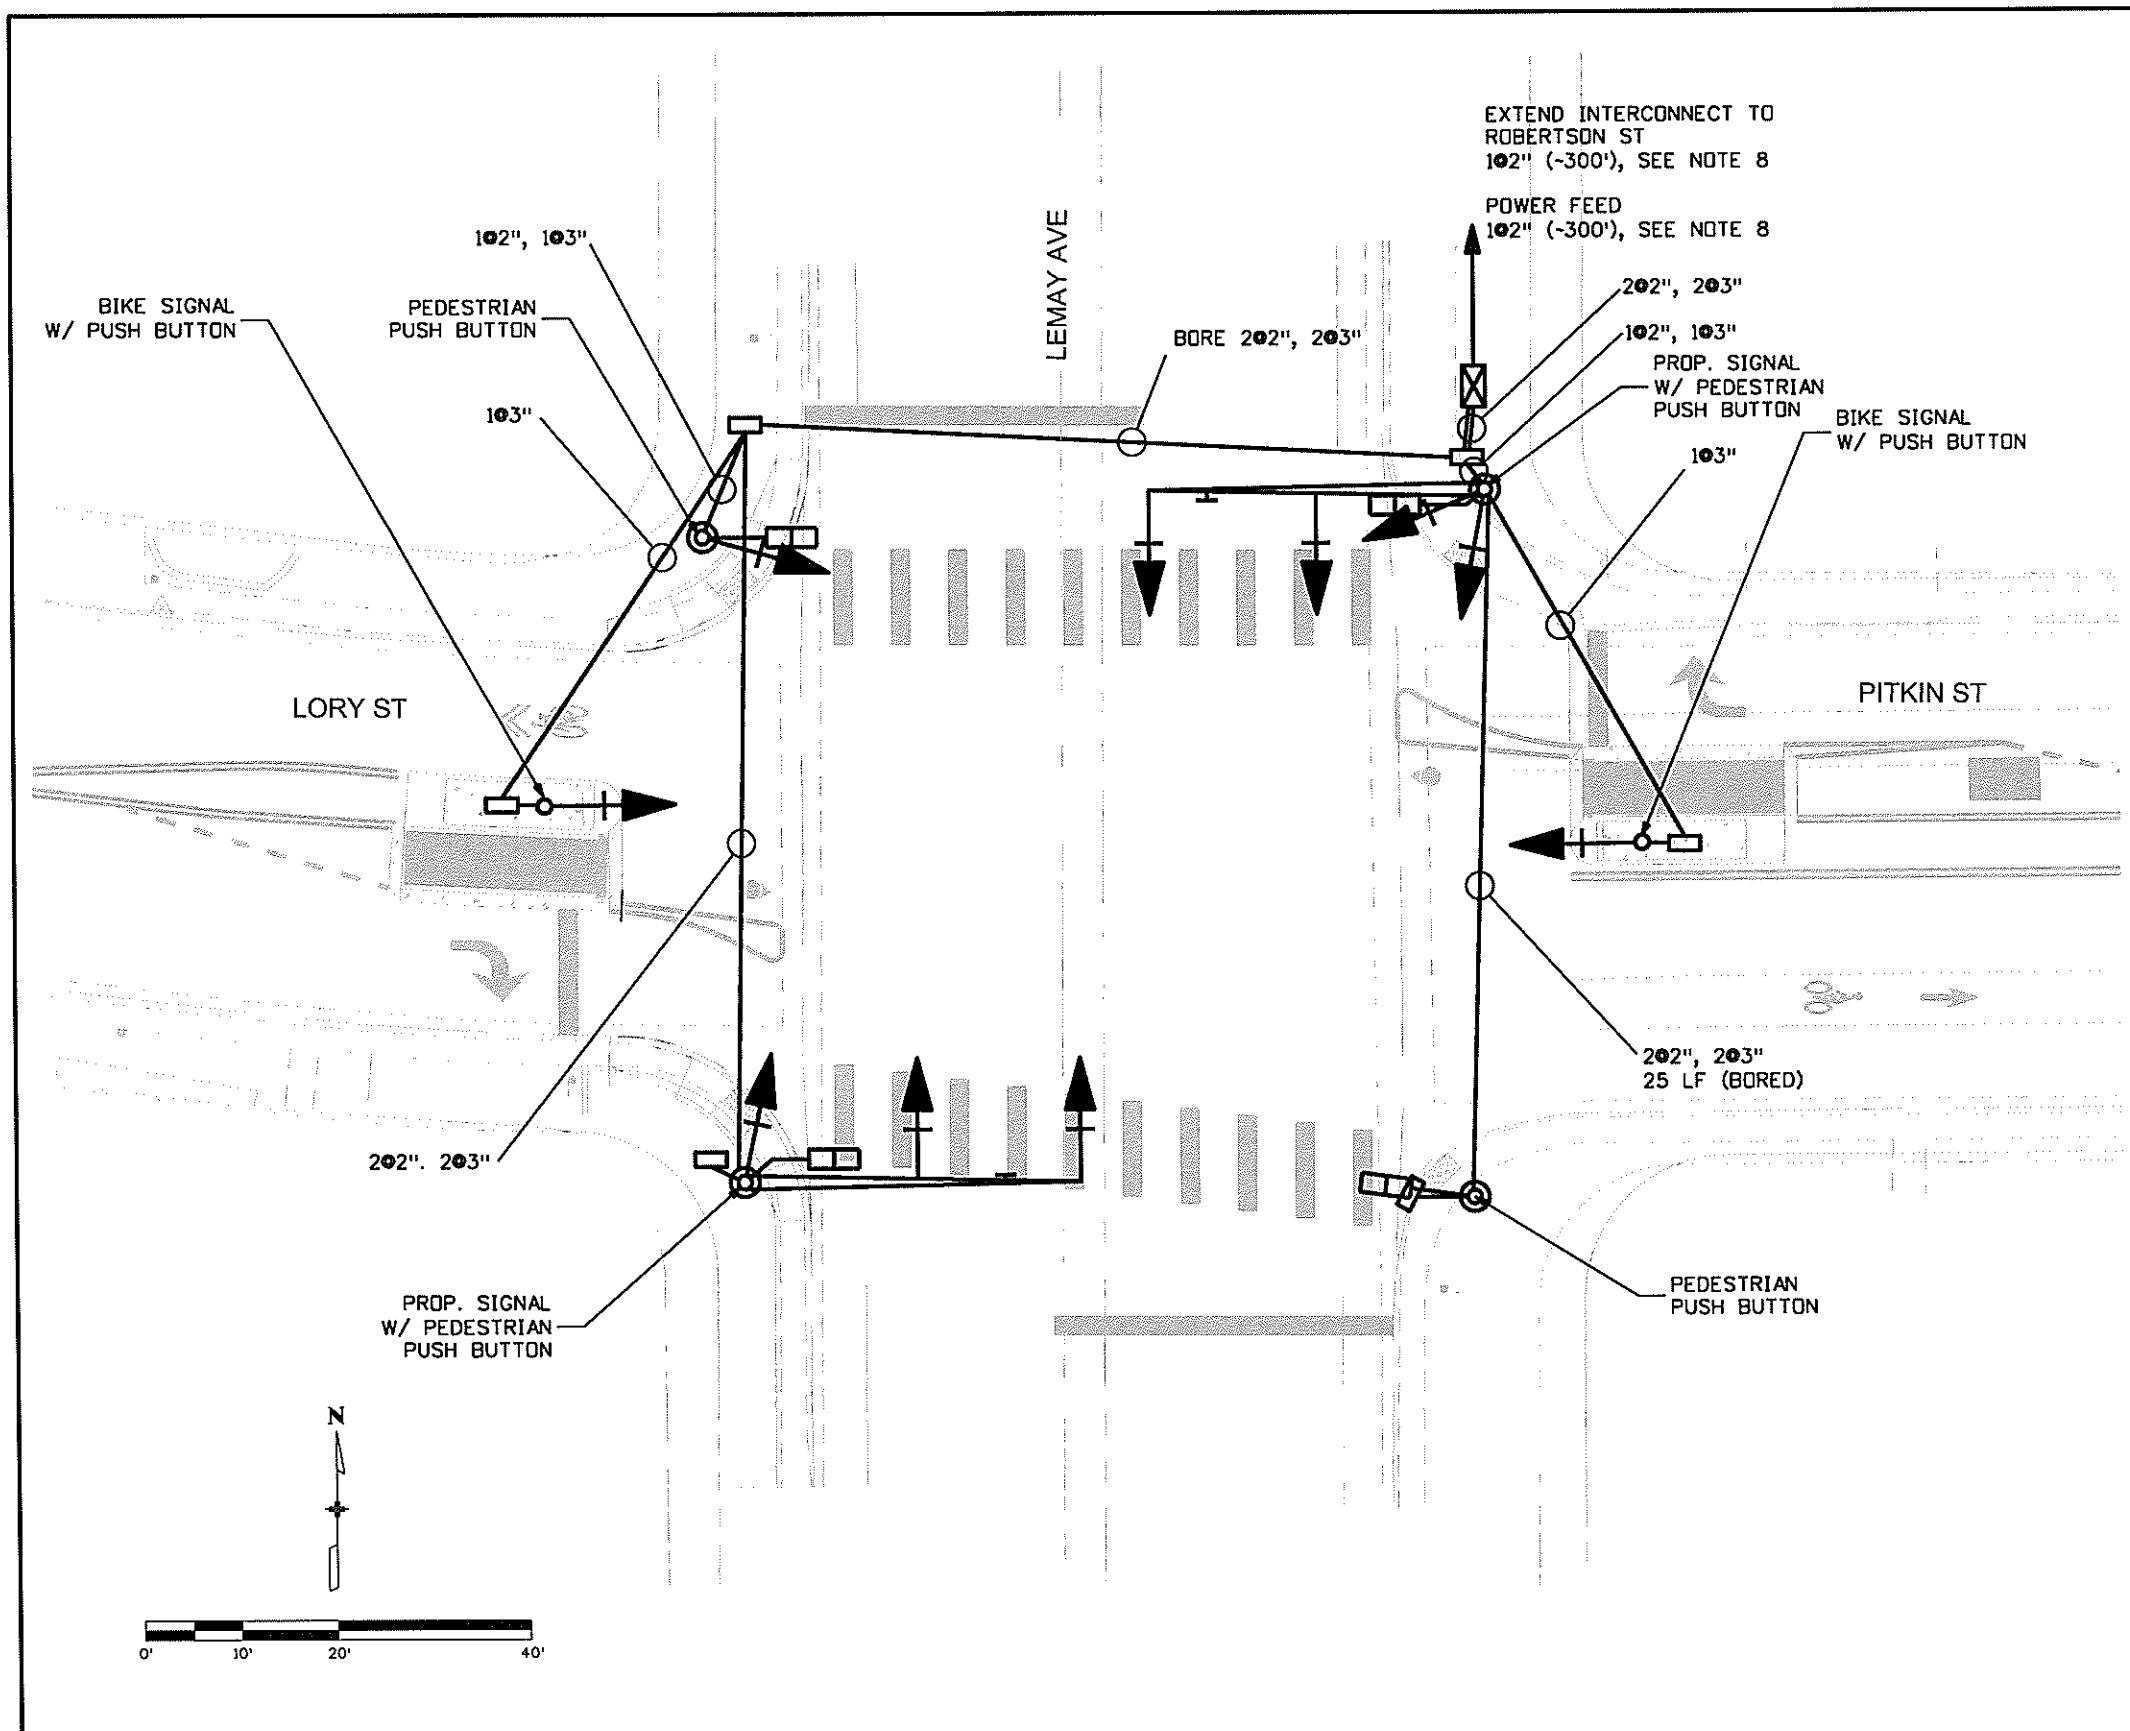 EXTEND INTERCONNECT TO
ROBERTSON ST
1@2" (~300'), SEE NOTE 8
POWER FEED
1@2" (~300'), SEE NOTE 8
1@2", 1@3"
LEMAY AVE
2@2", 2@3"
BIKE SIGNAL
W/ PUSH BUTTON
PEDESTRIAN
PUSH BUTTON
BORE 2@2", 2@3"
1@2", 1@3"
PROP. SIGNAL
W/ PEDESTRIAN
PUSH BUTTON
1@3"
BIKE SIGNAL
W/ PUSH BUTTON
1@3"
LORY ST
PITKIN ST
2@2", 2@3"
25 LF (BORED)
2@2". 2@3"
PROP. SIGNAL
W/ PEDESTRIAN
PUSH BUTTON
PEDESTRIAN
PUSH BUTTON
N
0' 10' 20' 40'